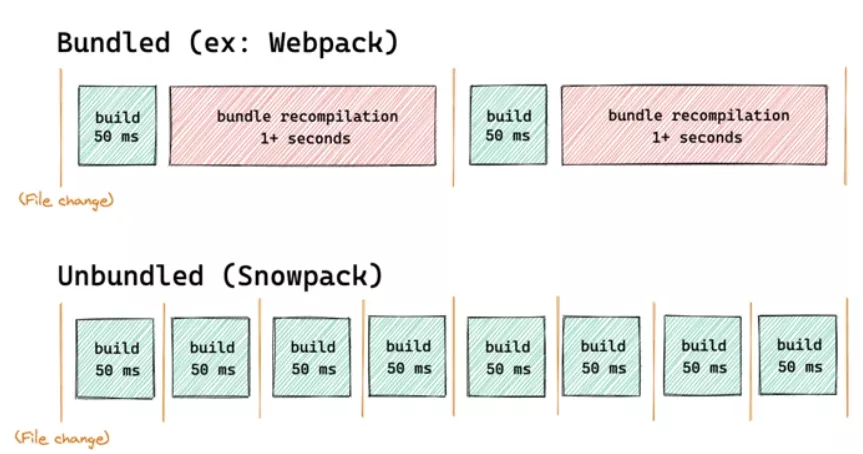 Bundled (ex: Webpack)
build
50 ms
bundle recompilation
1+ seconds
build
50 ms
bundle recompilation
1+ seconds
(File change)
Unbundled (Snowpack)
build
50 ms
build
50 ms
build
50 ms
build
50 ms
build
50 ms
build
50 ms
build
50 ms
build
50 ms
(File change)